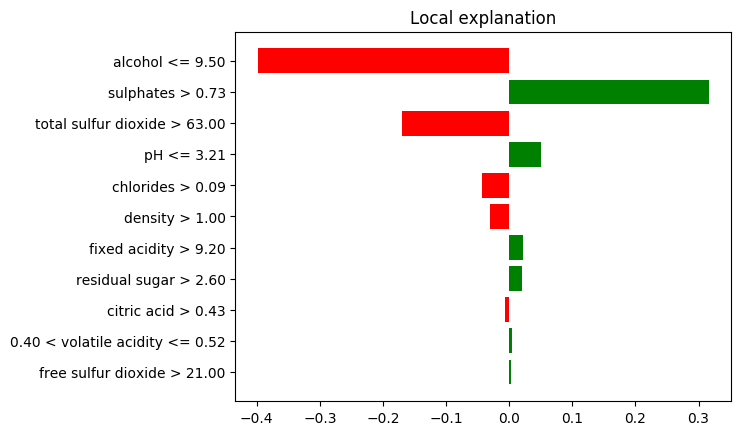 Local explanation
alcohol <= 9.50
sulphates > 0.73
total sulfur dioxide > 63.00
pH <= 3.21
chlorides > 0.09
density > 1.00
fixed acidity > 9.20
residual sugar > 2.60
citric acid > 0.43
0.40 < volatile acidity <= 0.52
free sulfur dioxide > 21.00
−0.4 −0.3 −0.2 −0.1 0.0 0.1 0.2 0.3